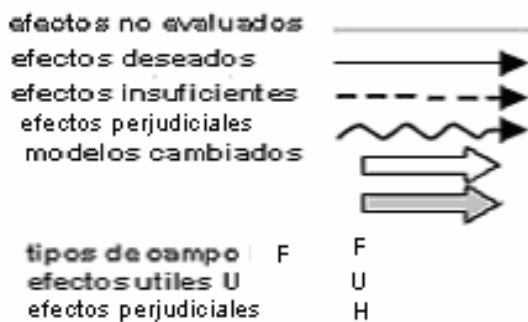 efectos no evaluados
efectos deseados
efectos insuficientes
efectos perjudiciales
modelos cambiados
tipos de campo F F
efectos utiles U U
efectos perjudiciales H